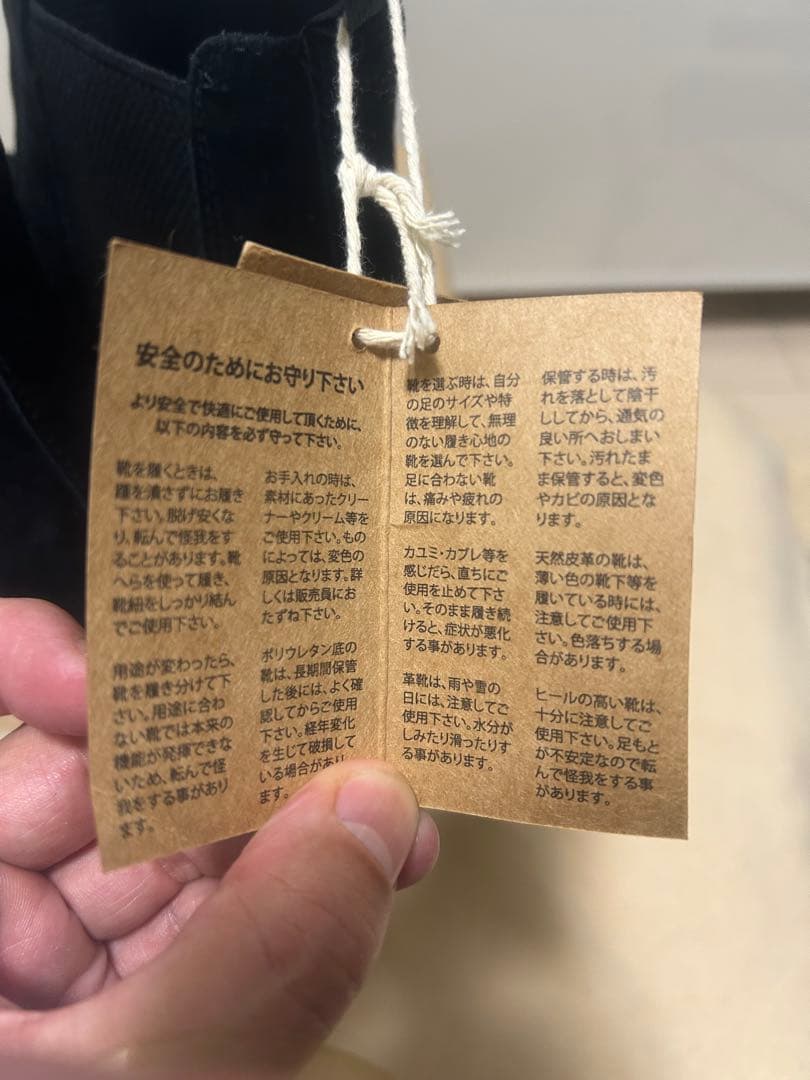 安全のためにお守り下さい
より安全で快適にご使用して頂くために、
以下の内容を必ず守って下さい。
靴を履くときは、
踵を潰さずにお履き
下さい。脱げ安くな
り、転んで怪我をす
ることがあります。靴
へらを使って履き、
靴紐をしっかり結ん
でご使用下さい。
用途が変わったら、
靴を履き分けて下
さい。用途に合わ
ない靴では本来の
機能が発揮できな
いため、転んで怪
我をする事があり
ます。
お手入れの時は、
素材にあったクリー
ナーやクリーム等を
ご使用下さい。もの
によっては、変色の
原因となります。詳
しくは販売員にお
たずね下さい。
ポリウレタン底の
靴は、長期間保管
した後には、よく確
認してからご使用
下さい。経年変化
を生じて破損して
いる場合があり
ます。
靴を選ぶ時は、自分
の足のサイズや特
徴を理解して、無理
のない履き心地の
靴を選んで下さい。
足に合わない靴
は、痛みや疲れの
原因になります。
カユミ・カブレ等を
感じだら、直ちにご
使用を止めて下さ
い。そのまま履き続
けると、症状が悪化
する事があります。
革靴は、雨や雪の
日には、注意してご
使用下さい。水分が
しみたり滑ったりす
る事があります。
保管する時は、汚
れを落として陰干
ししてから、通気の
良い所へおしまい
下さい。汚れたま
ま保管すると、変色
やカビの原因とな
ります。
天然皮革の靴は、
薄い色の靴下等を
履いている時には、
注意してご使用下
さい。色落ちする場
合があります。
ヒールの高い靴は、
十分に注意してご
使用下さい。足もと
が不安定なので転
んで怪我をする事
があります。